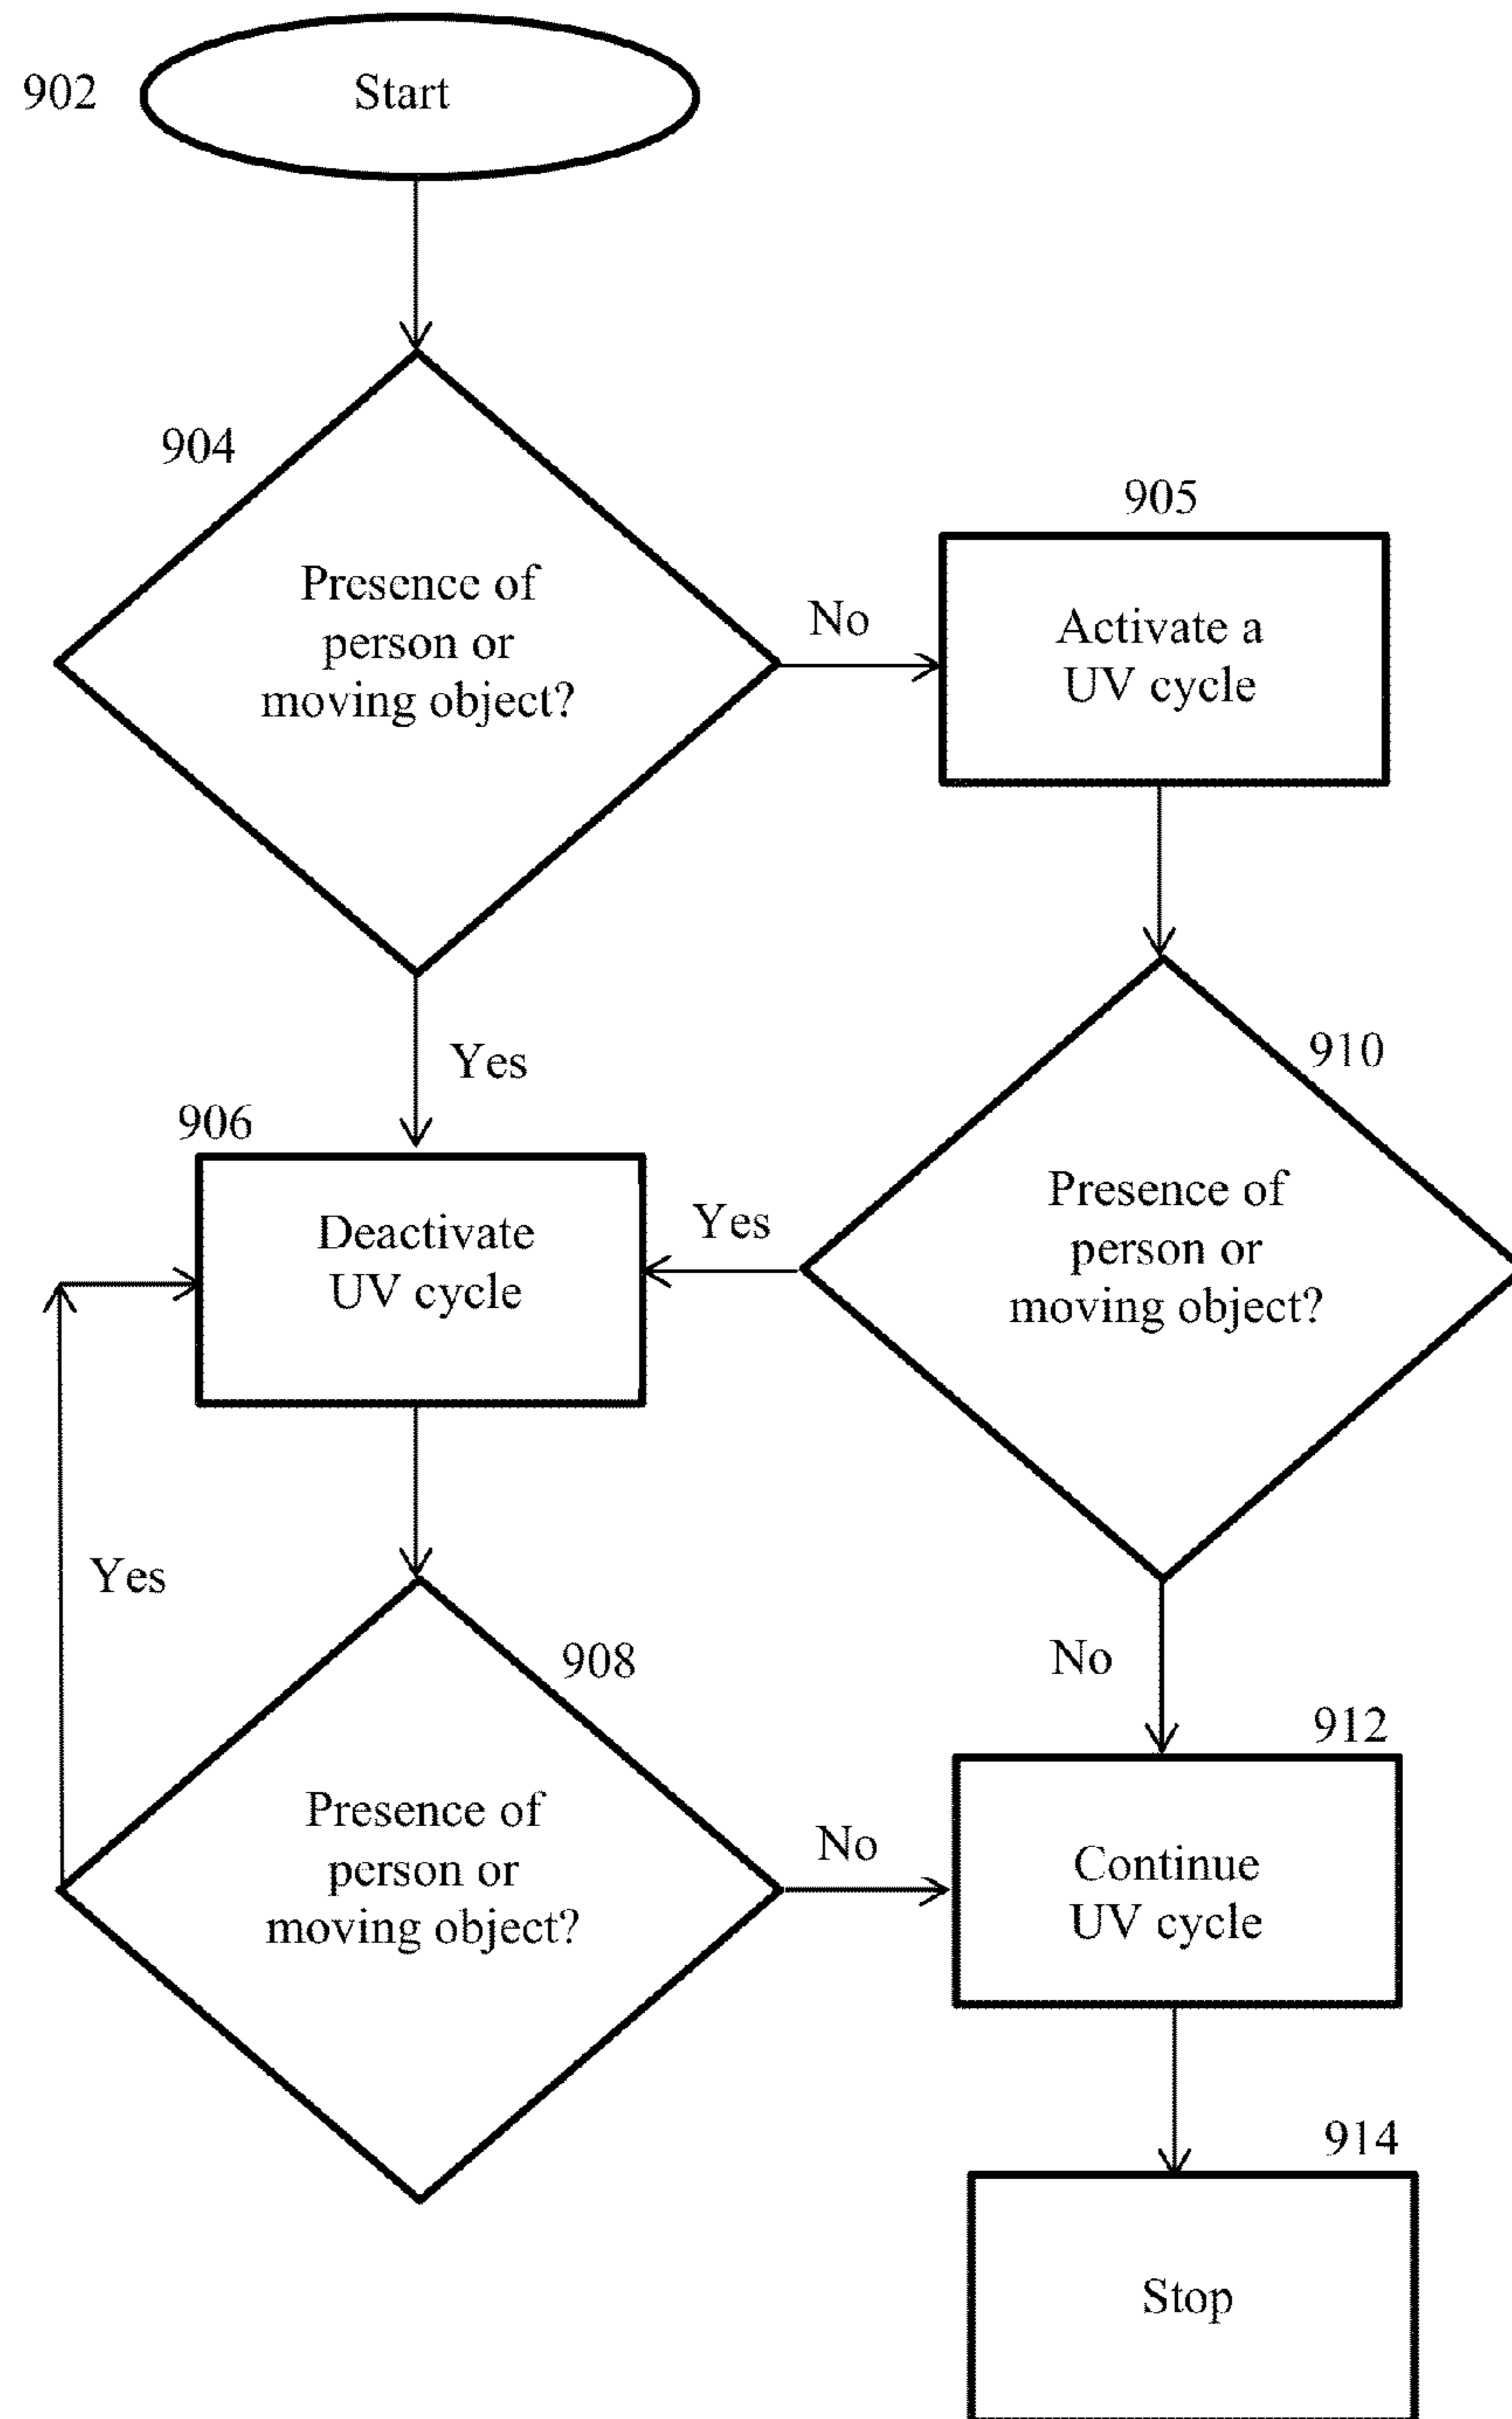 902
Start
904
Presence of
person or
moving object?
No
905
Activate a
UV cycle
Yes
906
Deactivate
UV cycle
Yes
910
Presence of
person or
moving object?
Yes
908
Presence of
person or
moving object?
No
No
912
Continue
UV cycle
914
Stop